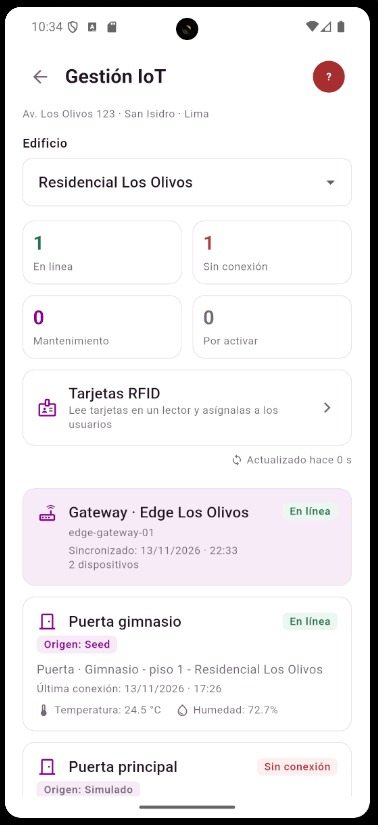 10:34
Gestión IoT
?
Av. Los Olivos 123 · San Isidro · Lima
Edificio
Residencial Los Olivos
1
En línea
1
Sin conexión
0
Mantenimiento
0
Por activar
Tarjetas RFID
Lee tarjetas en un lector y asígnalas a los
usuarios
Actualizado hace 0 s
Gateway · Edge Los Olivos
En línea
edge-gateway-01
Sincronizado: 13/11/2026 · 22:33
2 dispositivos
Puerta gimnasio
En línea
Origen: Seed
Puerta · Gimnasio - piso 1 - Residencial Los Olivos
Última conexión: 13/11/2026 · 17:26
Temperatura: 24.5 °C Humedad: 72.7%
Puerta principal
Sin conexión
Origen: Simulado